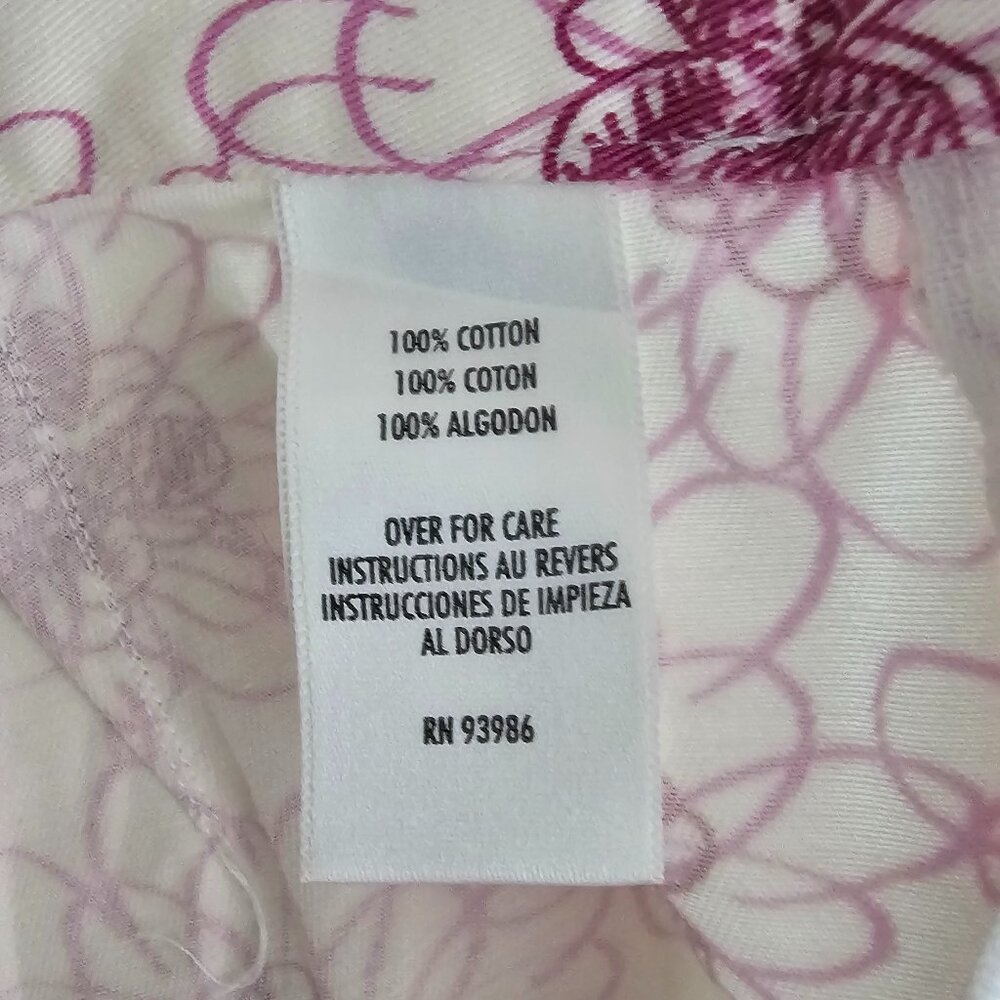 100% COTTON
100% COTON
100% ALGODON
OVER FOR CARE
INSTRUCTIONS AU REVERS
INSTRUCCIONES DE IMPIEZA
AL DORSO
RN 93986